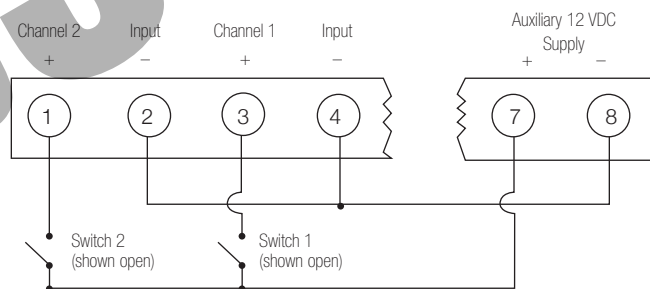 Channel 2 Input Channel 1 Input
+ − + −
Auxiliary 12 VDC
Supply
+ −
1 2 3 4 7 8
Switch 2
(shown open)
Switch 1
(shown open)